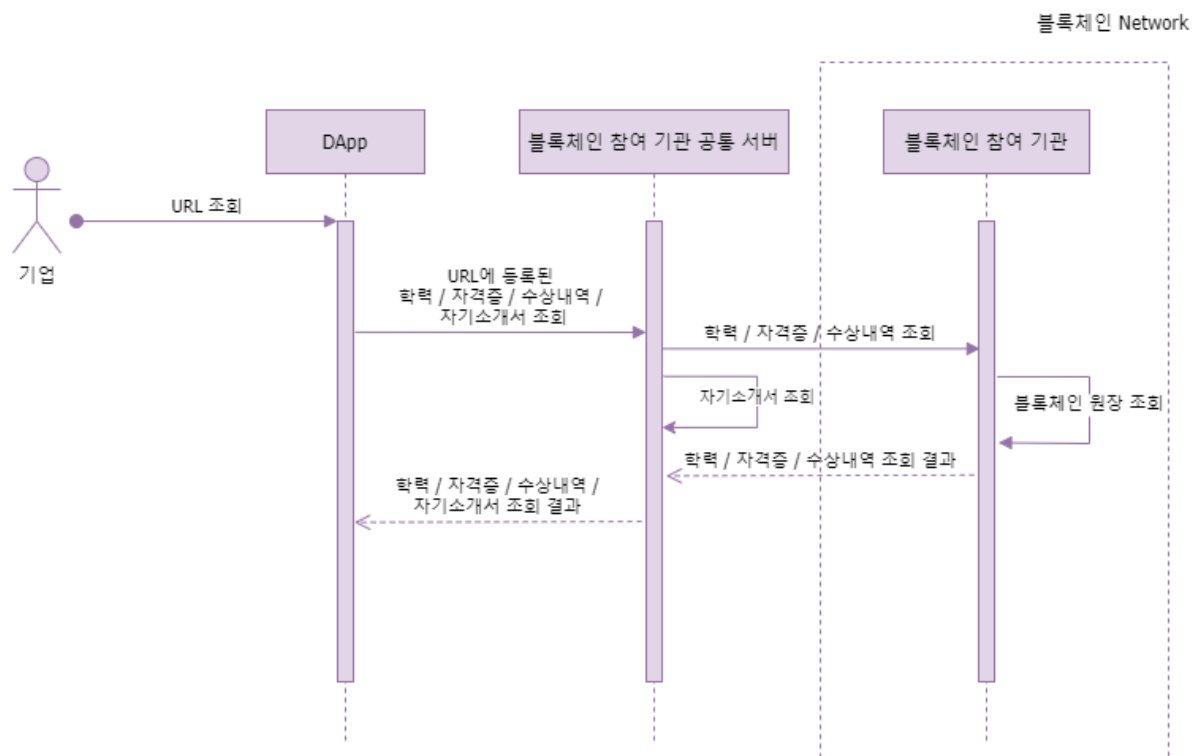 블록체인 Network
DApp
블록체인 참여 기관 공통 서버
블록체인 참여 기관
기업
URL 조회
URL에 등록된
학력 / 자격증 / 수상내역 /
자기소개서 조회
학력 / 자격증 / 수상내역 조회
자기소개서 조회
블록체인 원장 조회
학력 / 자격증 / 수상내역 조회 결과
학력 / 자격증 / 수상내역 /
자기소개서 조회 결과